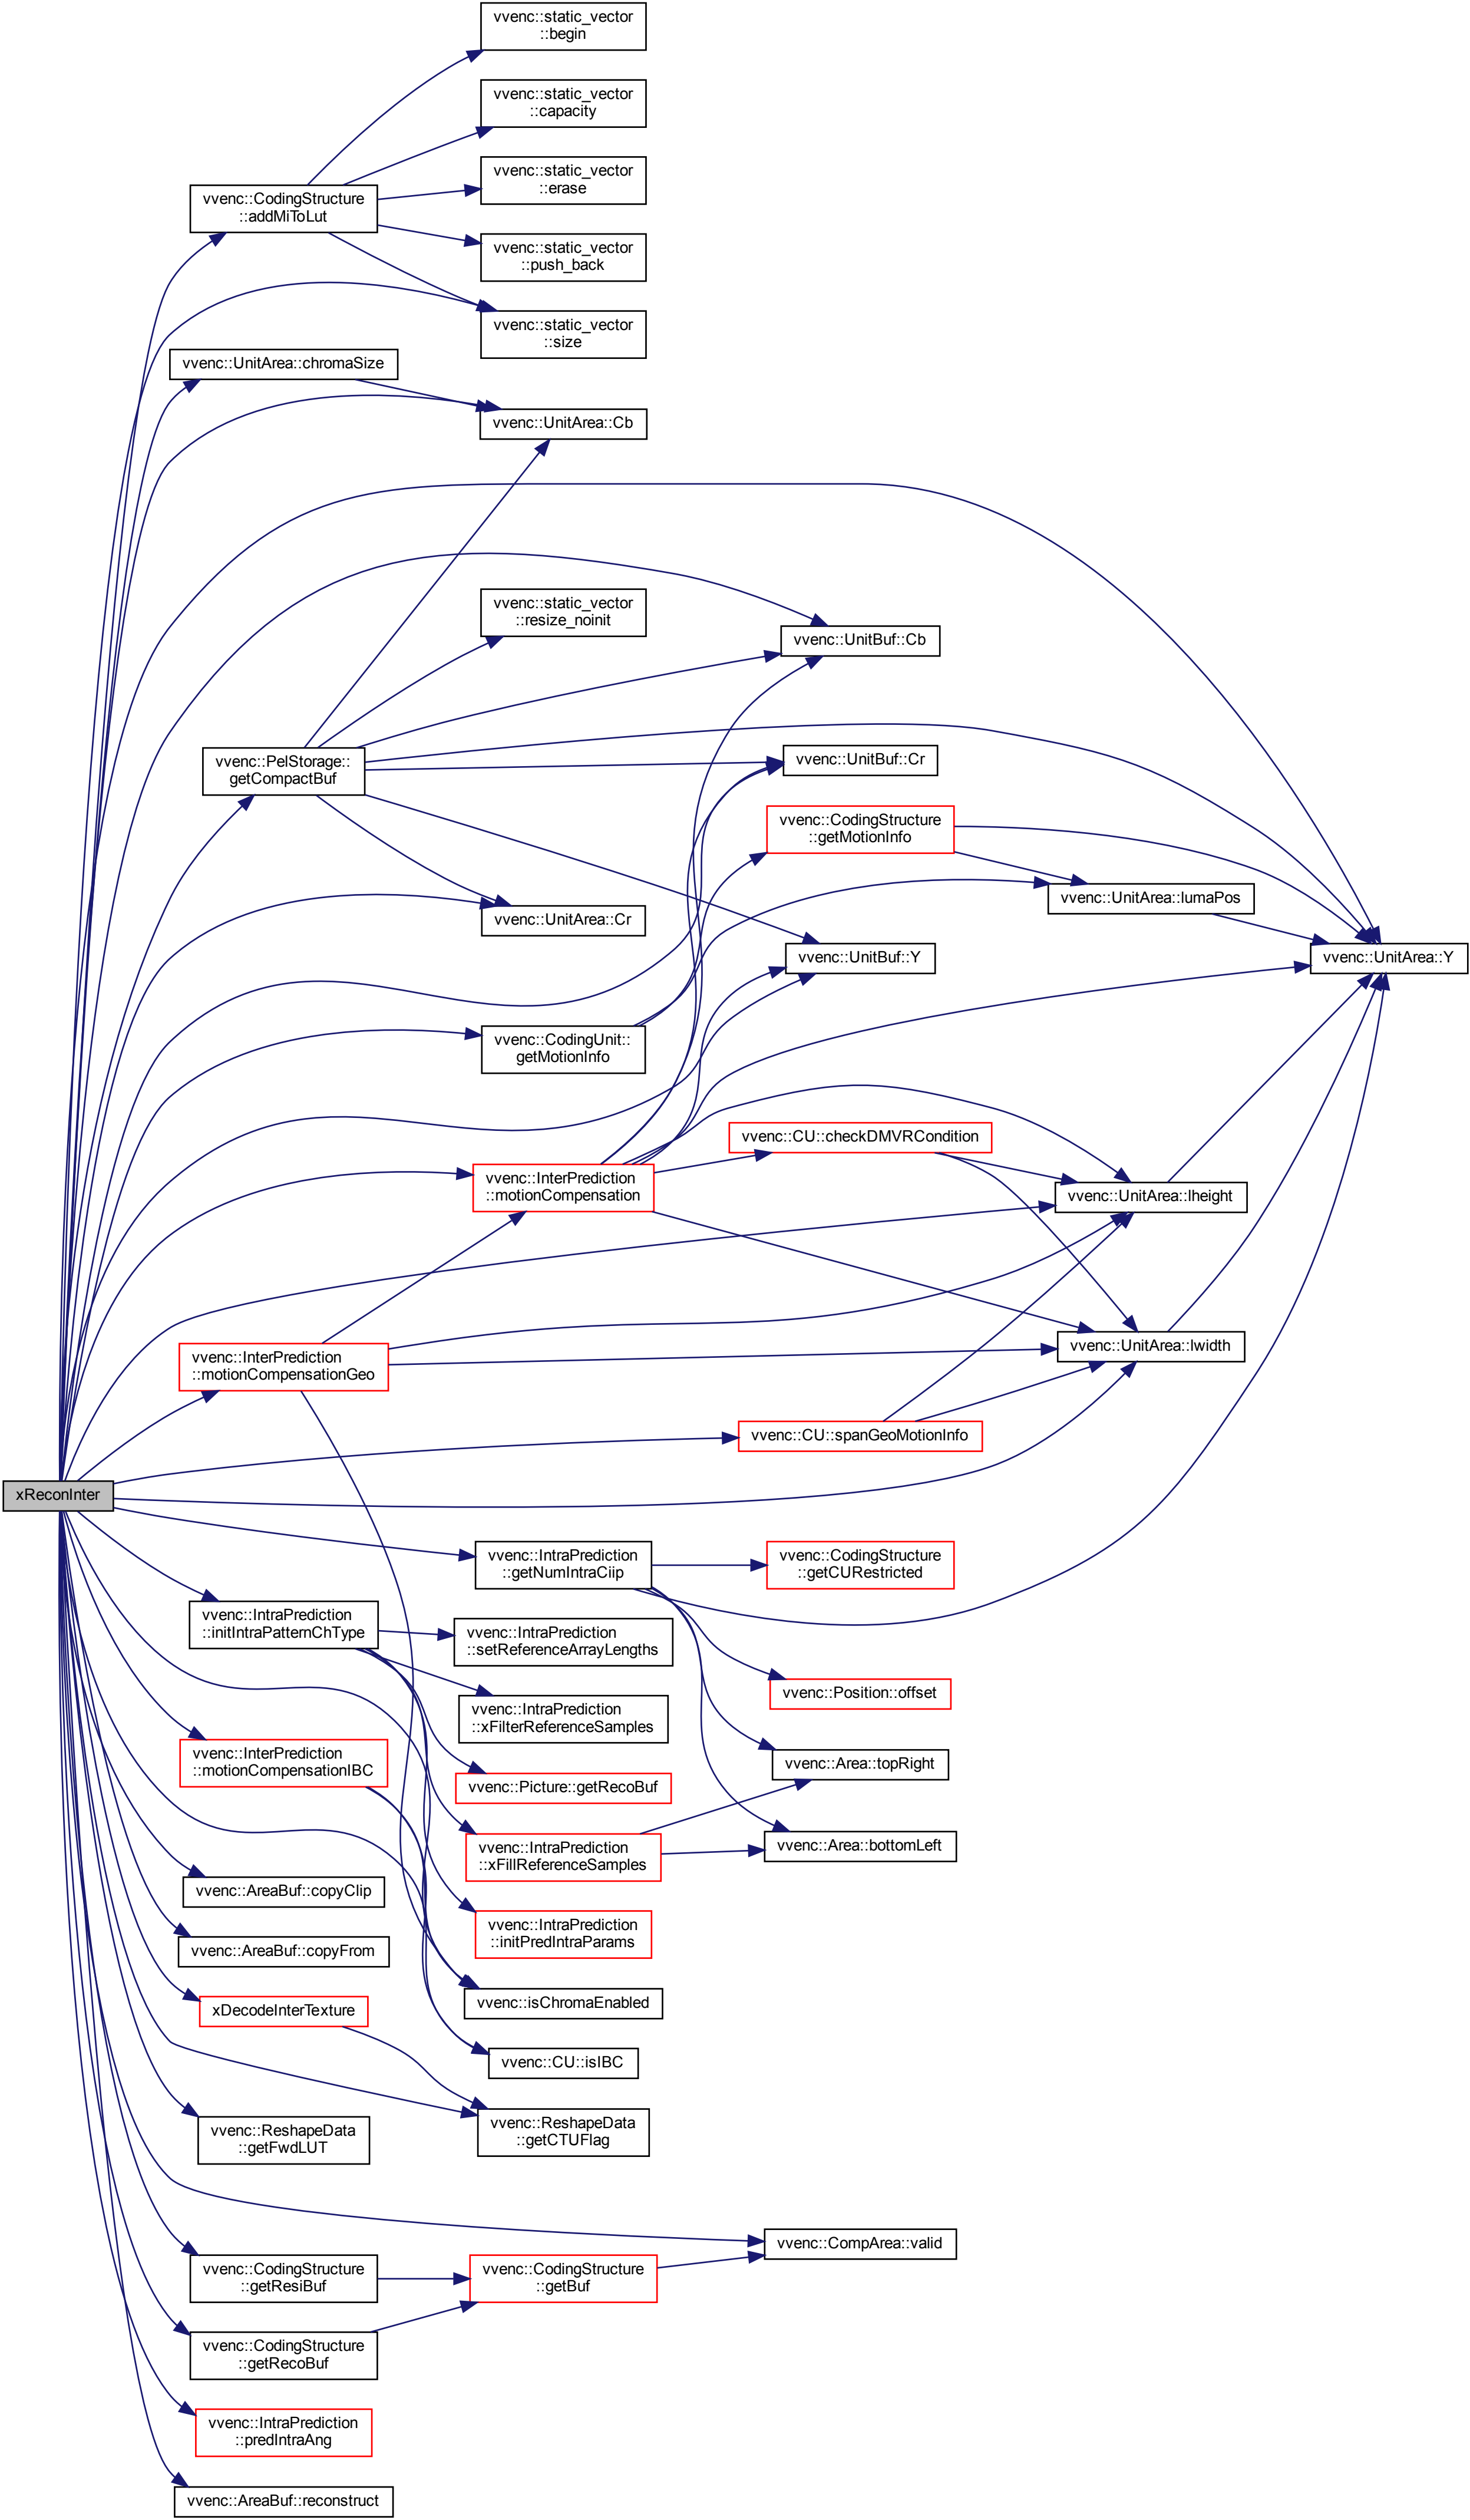 vvenc::static_vector
::begin
vvenc::static_vector
::capacity
vvenc::static_vector
::erase
vvenc::CodingStructure
::addMiToLut
vvenc::static_vector
::push_back
vvenc::static_vector
::size
vvenc::UnitArea::chromaSize
vvenc::UnitArea::Cb
vvenc::static_vector
::resize_noinit
vvenc::UnitBuf::Cb
vvenc::PelStorage::
getCompactBuf
vvenc::UnitBuf::Cr
vvenc::CodingStructure
::getMotionInfo
vvenc::UnitArea::lumaPos
vvenc::UnitArea::Cr
vvenc::UnitBuf::Y
vvenc::UnitArea::Y
vvenc::CodingUnit::
getMotionInfo
vvenc::CU::checkDMVRCondition
vvenc::InterPrediction
::motionCompensation
vvenc::UnitArea::lheight
vvenc::InterPrediction
::motionCompensationGeo
vvenc::UnitArea::lwidth
vvenc::CU::spanGeoMotionInfo
xReconInter
vvenc::IntraPrediction
::getNumIntraCiip
vvenc::CodingStructure
::getCURestricted
vvenc::IntraPrediction
::initIntraPatternChType
vvenc::IntraPrediction
::setReferenceArrayLengths
vvenc::Position::offset
vvenc::IntraPrediction
::xFilterReferenceSamples
vvenc::InterPrediction
::motionCompensationIBC
vvenc::Area::topRight
vvenc::Picture::getRecoBuf
vvenc::IntraPrediction
::xFillReferenceSamples
vvenc::Area::bottomLeft
vvenc::AreaBuf::copyClip
vvenc::IntraPrediction
::initPredIntraParams
vvenc::AreaBuf::copyFrom
vvenc::isChromaEnabled
xDecodeInterTexture
vvenc::CU::isIBC
vvenc::ReshapeData
::getFwdLUT
vvenc::ReshapeData
::getCTUFlag
vvenc::CompArea::valid
vvenc::CodingStructure
::getResiBuf
vvenc::CodingStructure
::getBuf
vvenc::CodingStructure
::getRecoBuf
vvenc::IntraPrediction
::predIntraAng
vvenc::AreaBuf::reconstruct